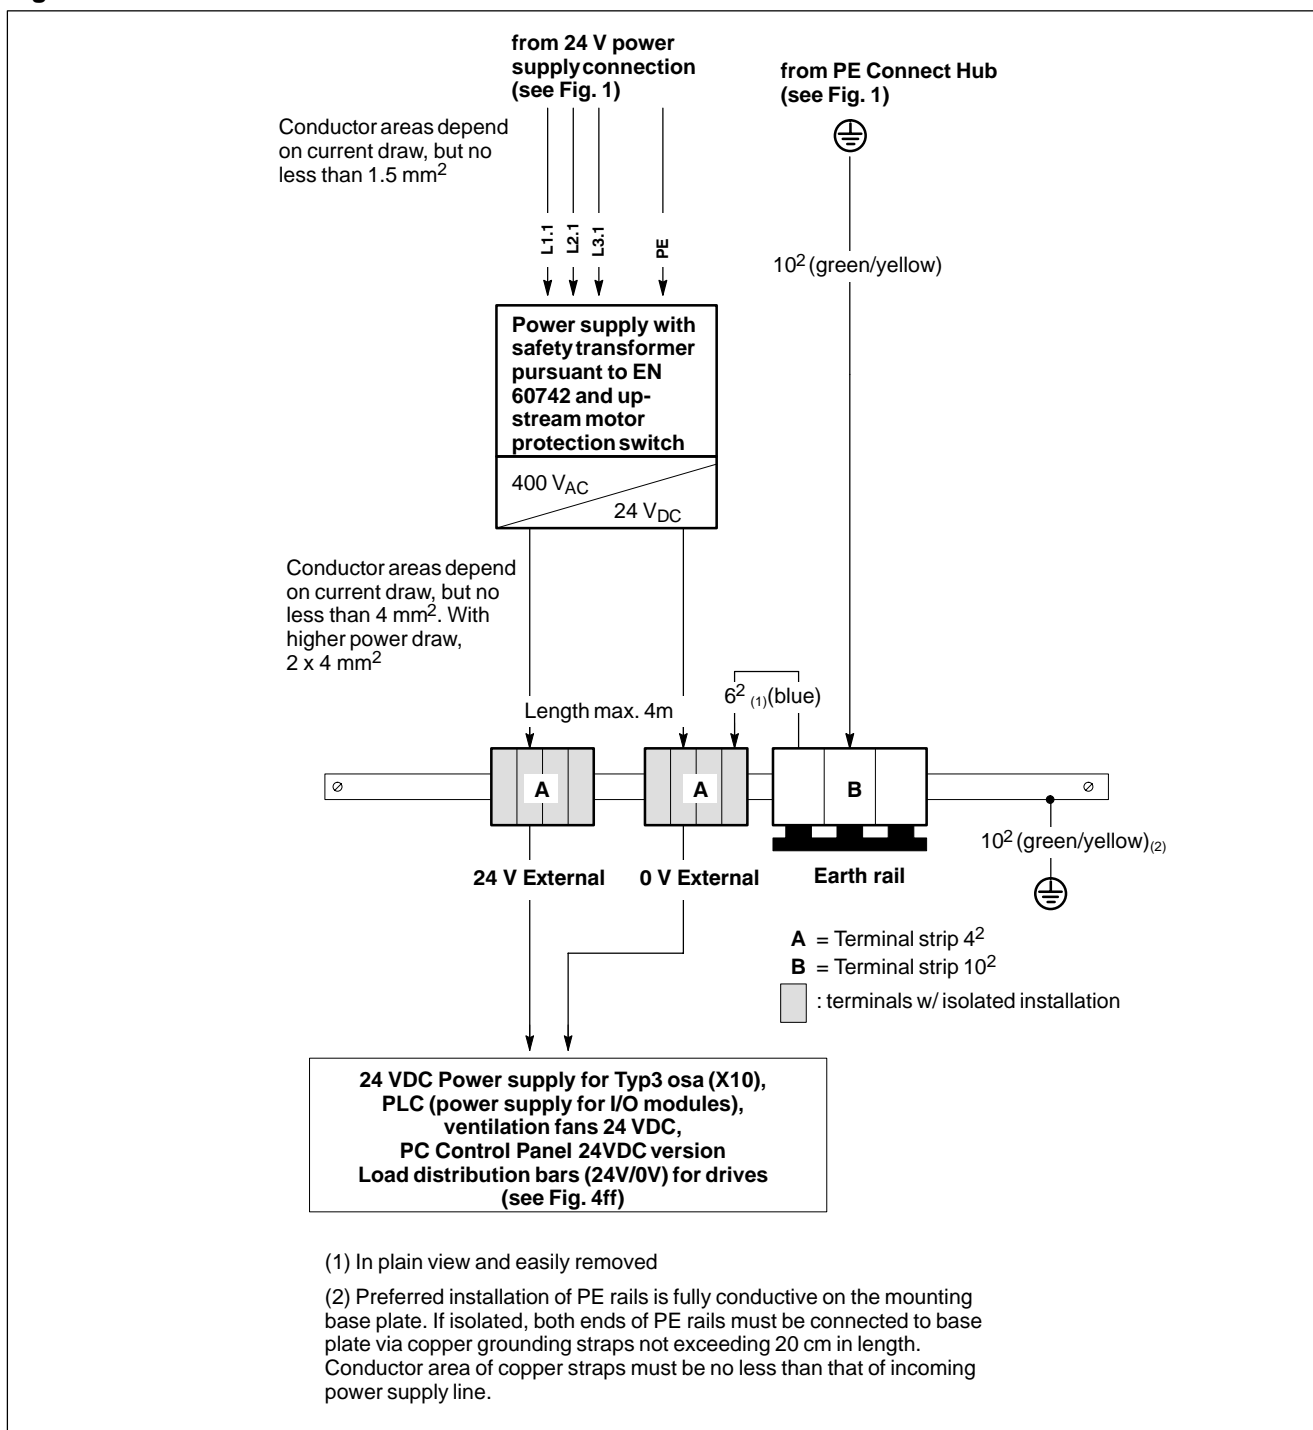 from 24 V power
supply connection
(see Fig. 1)
from PE Connect Hub
(see Fig. 1)
Conductor areas depend
on current draw, but no
less than 1.5 mm²
L1.1
L2.1
L3.1
PE
10² (green/yellow)
Power supply with
safety transformer
pursuant to EN
60742 and up-
stream motor
protection switch
400 VAC
24 VDC
Conductor areas depend
on current draw, but no
less than 4 mm². With
higher power draw,
2 x 4 mm²
6² (1)(blue)
Length max. 4m
A
A
B
10² (green/yellow)(2)
24 V External
0 V External
Earth rail
A = Terminal strip 4²
B = Terminal strip 10²
: terminals w/ isolated installation
24 VDC Power supply for Typ3 osa (X10),
PLC (power supply for I/O modules),
ventilation fans 24 VDC,
PC Control Panel 24VDC version
Load distribution bars (24V/0V) for drives
(see Fig. 4ff)
(1) In plain view and easily removed
(2) Preferred installation of PE rails is fully conductive on the mounting
base plate. If isolated, both ends of PE rails must be connected to base
plate via copper grounding straps not exceeding 20 cm in length.
Conductor area of copper straps must be no less than that of incoming
power supply line.